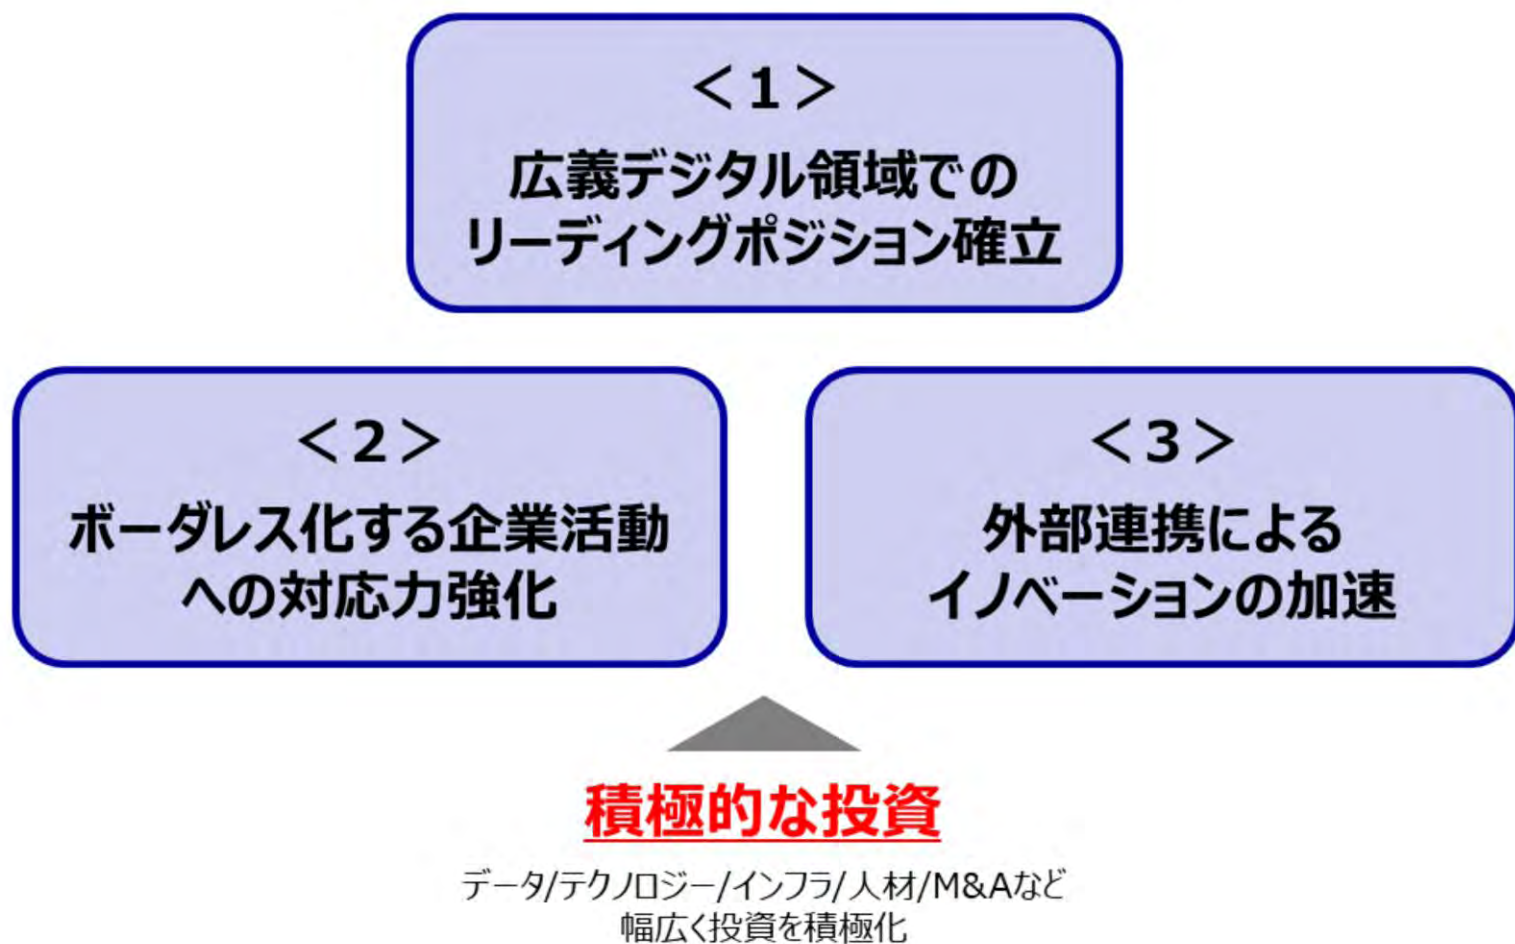 ＜1＞
広義デジタル領域での
リーディングポジション確立
＜2＞
ボーダレス化する企業活動
への対応力強化
＜3＞
外部連携による
イノベーションの加速
積極的な投資
データ/テクノロジー/インフラ/人材/M&Aなど
幅広く投資を積極化